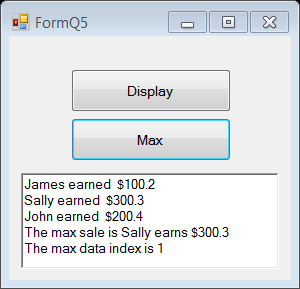 FormQ5
Display
Max
James earned  $100.2
Sally earned  $300.3
John earned  $200.4
The max sale is Sally earns $300.3
The max data index is 1